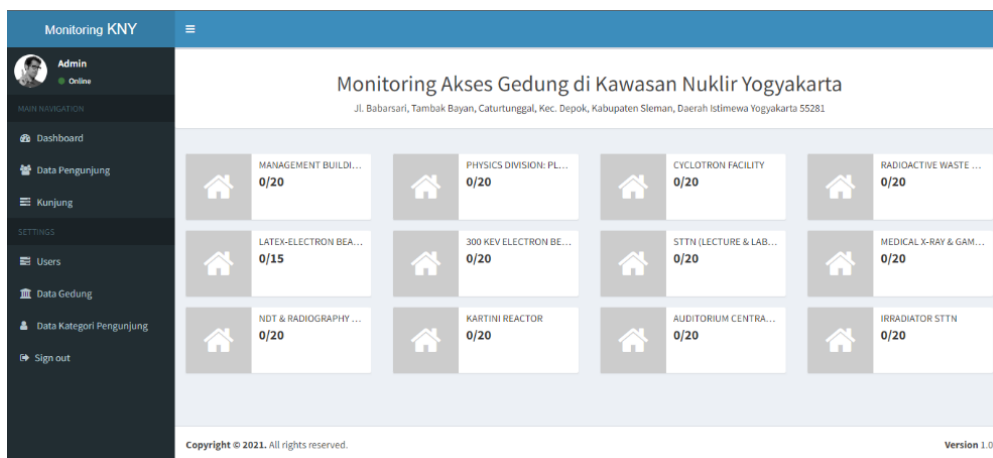 Monitoring KNY
Admin
Online
MAIN NAVIGATION
Dashboard
Data Pengunjung
Kunjung
SETTINGS
Users
Data Gedung
Data Kategori Pengunjung
Sign out
Monitoring Akses Gedung di Kawasan Nuklir Yogyakarta
Jl. Babarsari, Tambak Bayan, Caturtunggal, Kec. Depok, Kabupaten Sleman, Daerah Istimewa Yogyakarta 55281
MANAGEMENT BUILDI...
0/20
PHYSICS DIVISION: PL...
0/20
CYCLOTRON FACILITY
0/20
RADIOACTIVE WASTE ...
0/20
LATEX-ELECTRON BEA...
0/15
300 KEV ELECTRON BE...
0/20
STTN (LECTURE & LAB...
0/20
MEDICAL X-RAY & GAM...
0/20
NDT & RADIOGRAPHY ...
0/20
KARTINI REACTOR
0/20
AUDITORIUM CENTRA...
0/20
IRRADIATOR STTN
0/20
Copyright © 2021. All rights reserved.
Version 1.0